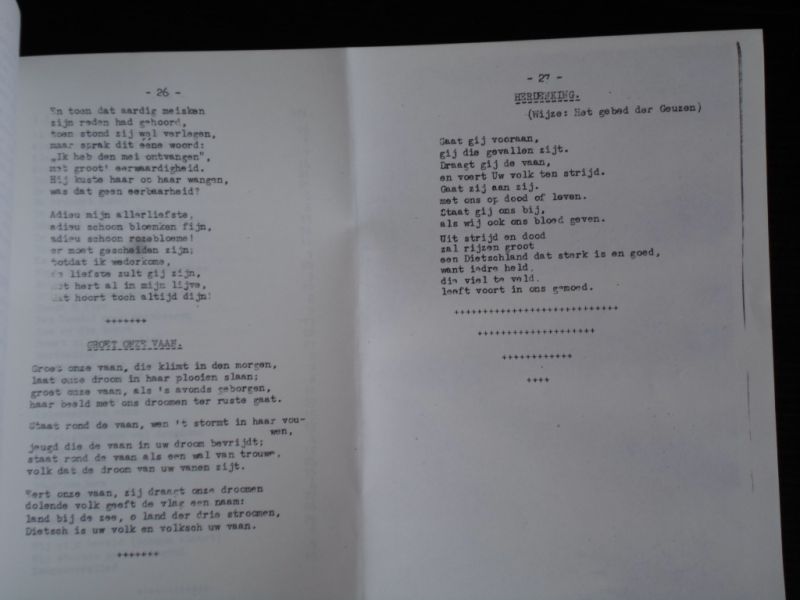 - 26 -
En toen dat aardig meisken
zijn reden had gehoord,
toen stond zij wel verlegen,
maar sprak dit ééne woord:
„Ik heb den mei ontvangen",
met groot' eerwaardigheid.
Hij kuste haar op haar wangen,
was dat geen eerbaarheid?
Adieu mijn allerliefste,
adieu schoon bloemken fijn,
adieu schoon rozebloeme!
er moet gescheiden zijn;
totdat ik wederkome,
liefste zult gij zijn,
het hert al in mijn lijve,
dat hoort toch altijd dijn!
+++++++
GROET ONZE VAAN.
Groet onze vaan, die klimt in den morgen,
laat onze droom in haar plooien slaan;
groet onze vaan, als 's avonds geborgen,
haar beeld met ons droomen ter ruste gaat.
Staat rond de vaan, wen 't stormt in haar vou-
wen,
jeugd die de vaan in uw droom bevrijdt;
staat rond de vaan als een wal van trouwe,
volk dat de droom van uw vanen zijt.
Eert onze vaan, zij draagt onze droomen
dolende volk geeft de vlag een naam:
land bij de zee, o land der drie stroomen,
Dietsch is uw volk en volksch uw vaan.
+++++++
- 27 -
HERDENKING.
(Wijze: Het gebed der Geuzen)
Gaat gij vooraan,
gij die gevallen zijt.
Draagt gij de vaan,
en voert Uw volk ten strijd.
Gaat zij aan zij.
met ons op dood of leven.
Staat gij ons bij,
als wij ook ons bloed geven.
Uit strijd en dood
zal rijzen groot
een Dietschland dat sterk is en goed,
want iedre held,
die viel te veld.
leeft voort in ons gemoed.
+++++++++++++++++++++++++++++
+++++++++++++++++++++
++++++++++++
++++